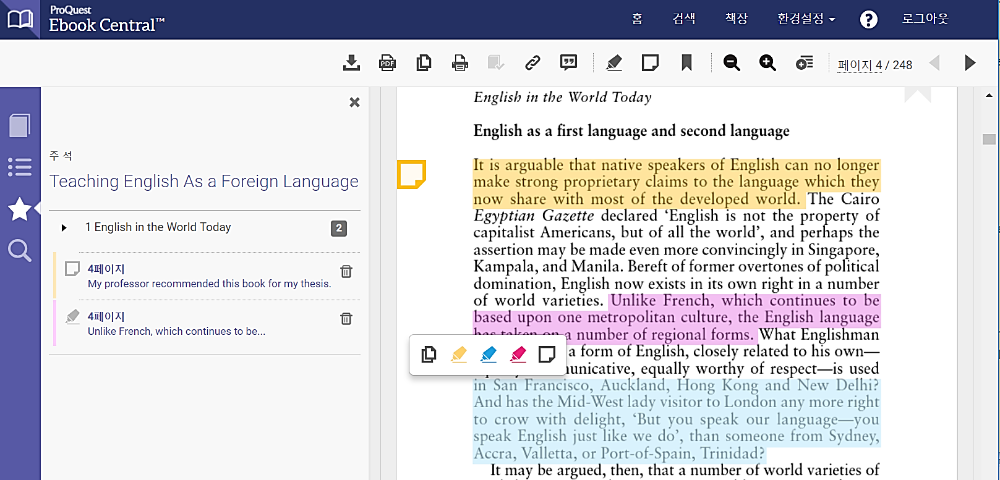 ProQuest
Ebook Central™
홈 검색 책장 환경설정 로그아웃
PDF
페이지 4 / 248
주 석
Teaching English As a Foreign Language
1 English in the World Today 2
4페이지
My professor recommended this book for my thesis.
4페이지
Unlike French, which continues to be...
English in the World Today
English as a first language and second language
It is arguable that native speakers of English can no longer
make strong proprietary claims to the language which they
now share with most of the developed world. The Cairo
Egyptian Gazette declared ‘English is not the property of
capitalist Americans, but of all the world’, and perhaps the
assertion may be made even more convincingly in Singapore,
Kampala, and Manila. Bereft of former overtones of political
domination, English now exists in its own right in a number
of world varieties. Unlike French, which continues to be
based upon one metropolitan culture, the English language
has taken on a number of regional forms. What Englishman
a form of English, closely related to his own—
equally worthy of respect—is used
in San Francisco, Auckland, Hong Kong and New Delhi?
And has the Mid-West lady visitor to London any more right
to crow with delight, ‘But you speak our language—you
speak English just like we do’, than someone from Sydney,
Accra, Valletta, or Port-of-Spain, Trinidad?
It may be argued, then, that a number of world varieties of